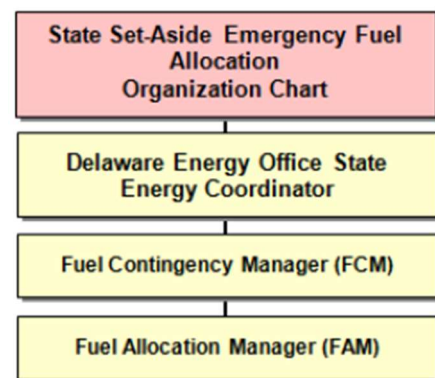 State Set-Aside Emergency Fuel
Allocation
Organization Chart
Delaware Energy Office State
Energy Coordinator
Fuel Contingency Manager (FCM)
Fuel Allocation Manager (FAM)